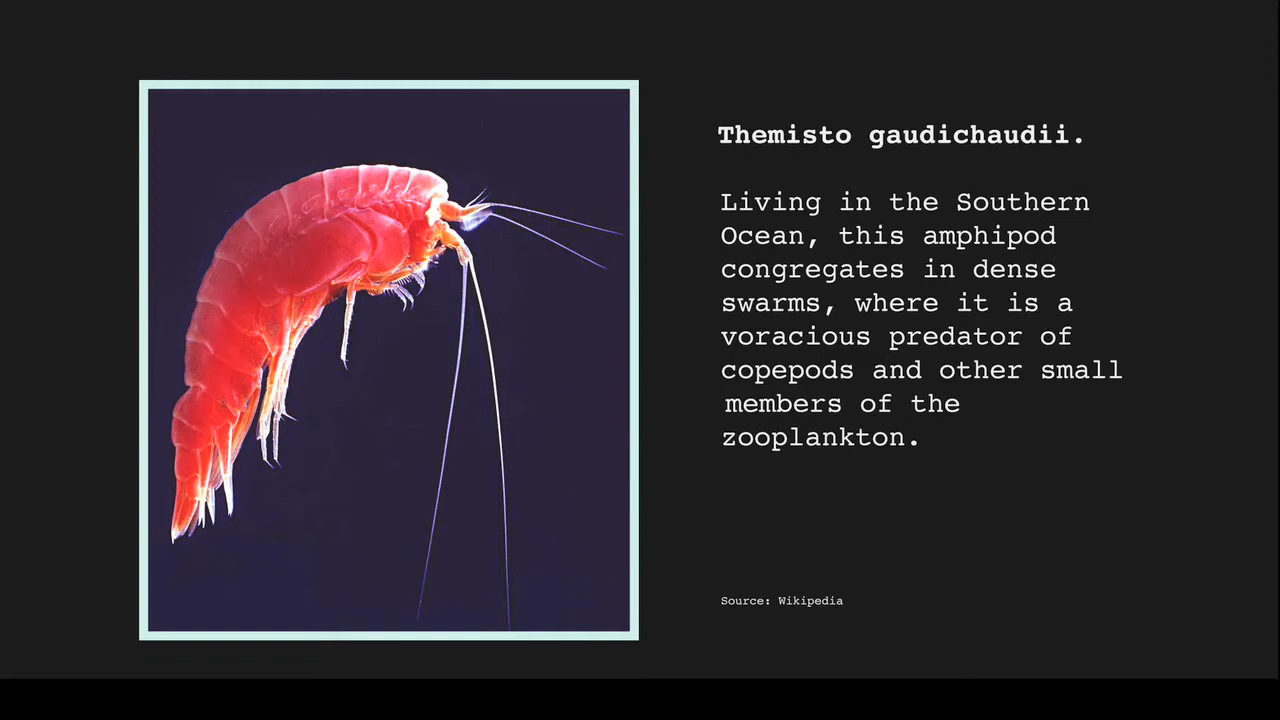 Themisto gaudichaudii.
Living in the Southern
Ocean, this amphipod
congregates in dense
swarms, where it is a
voracious predator of
copepods and other small
members of the
zooplankton.
Source: Wikipedia